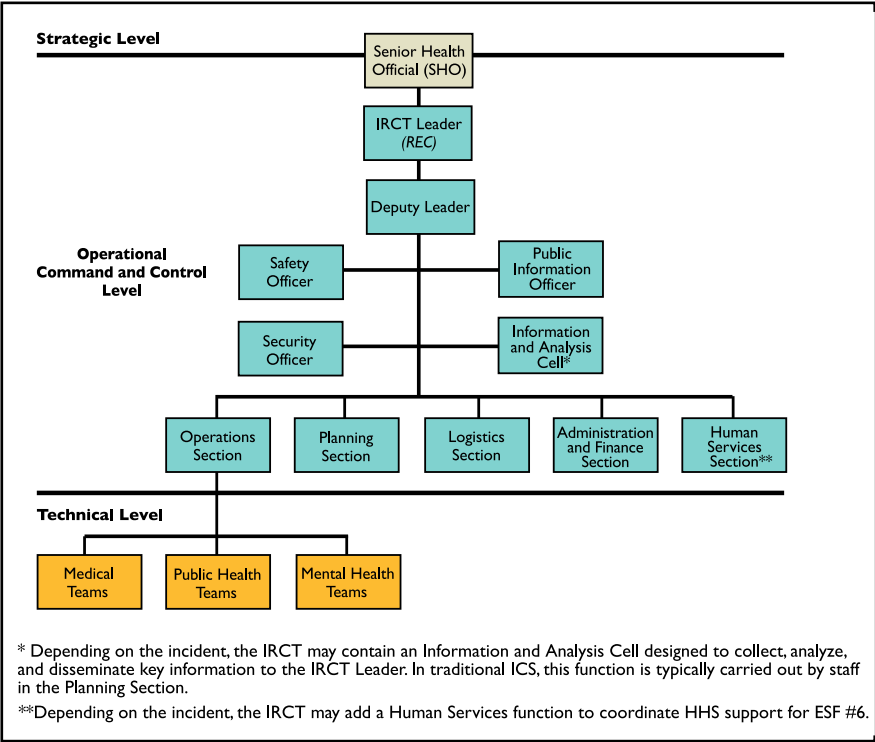 Strategic Level
Senior Health
Official (SHO)
IRCT Leader
(REC)
Deputy Leader
Operational
Command and Control
Level
Safety
Officer
Public
Information
Officer
Security
Officer
Information
and Analysis
Cell*
Operations
Section
Planning
Section
Logistics
Section
Administration
and Finance
Section
Human
Services
Section**
Technical Level
Medical
Teams
Public Health
Teams
Mental Health
Teams
* Depending on the incident, the IRCT may contain an Information and Analysis Cell designed to collect, analyze,
and disseminate key information to the IRCT Leader. In traditional ICS, this function is typically carried out by staff
in the Planning Section.
**Depending on the incident, the IRCT may add a Human Services function to coordinate HHS support for ESF #6.